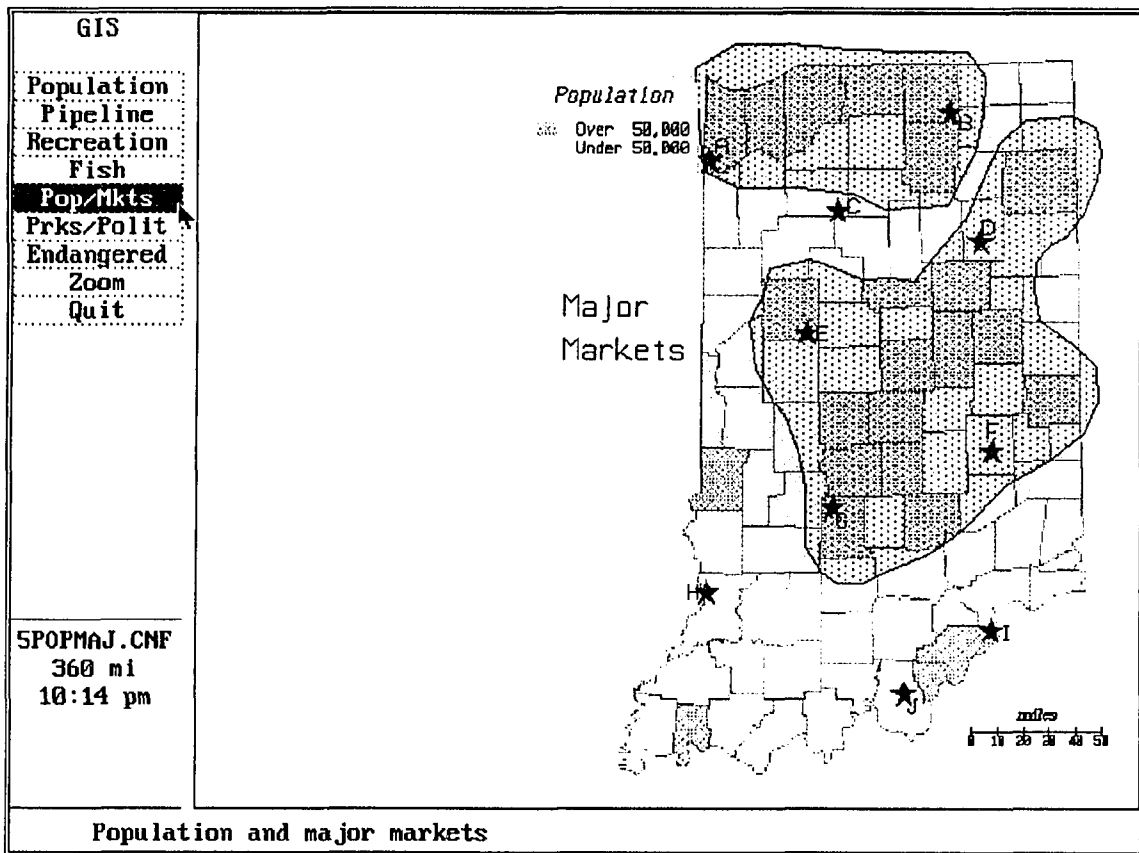 GIS
Population
Pipeline
Recreation
Fish
Pop/Mkts
Prks/Polit
Endangered
Zoom
Quit
5POPMAJ.CNF
360 mi
10:14 pm
Population
Over 50,000
Under 50,000
A
B
C
D
Major
Markets
E
F
G
H
I
J
miles
0 10 20 30 40 50
Population and major markets